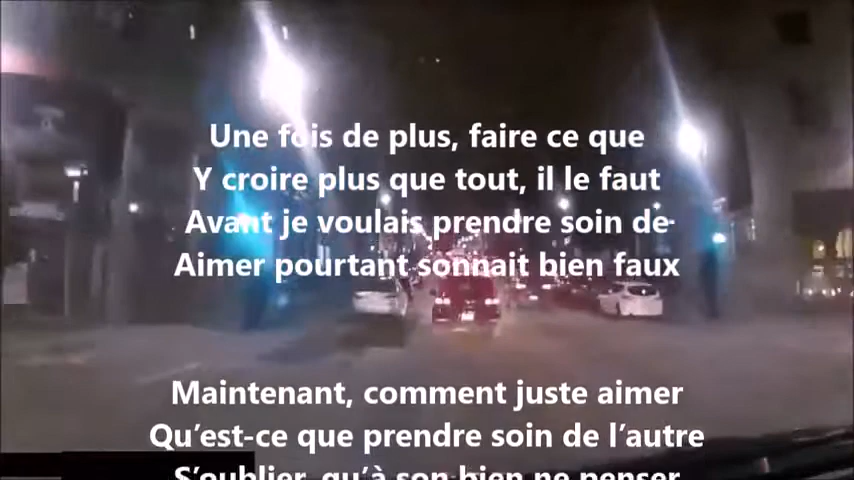 Une fois de plus, faire ce que
Y croire plus que tout, il le faut
Avant je voulais prendre soin de
Aimer pourtant sonnait bien faux
Maintenant, comment juste aimer
Qu'est-ce que prendre soin de l'autre
S'oublier, qu'à son bien ne penser